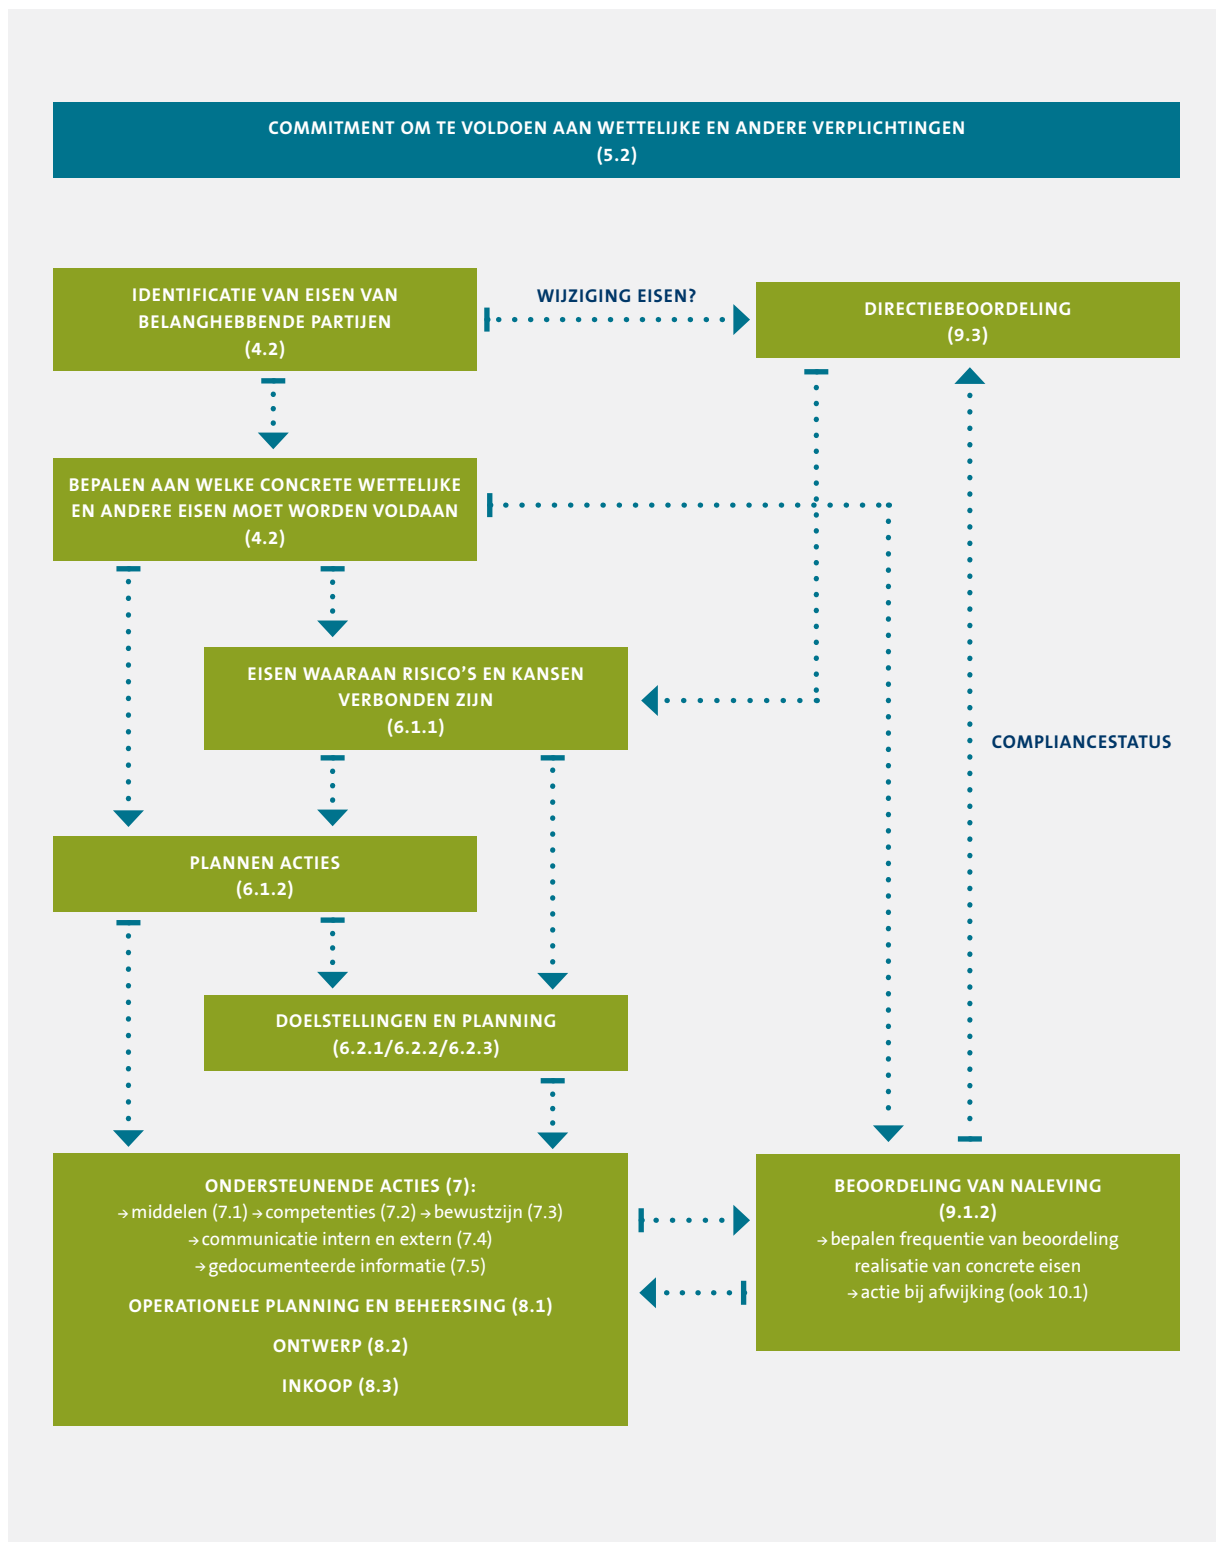 COMMITMENT OM TE VOLDOEN AAN WETTELIJKE EN ANDERE VERPLICHTINGEN
(5.2)
IDENTIFICATIE VAN EISEN VAN
BELANGHEBBENDE PARTIJEN
(4.2)
WIJZIGING EISEN?
DIRECTIEBEOORDELING
(9.3)
BEPALEN AAN WELKE CONCRETE WETTELIJKE
EN ANDERE EISEN MOET WORDEN VOLDAAN
(4.2)
EISEN WAARAAN RISICO’S EN KANSEN
VERBONDEN ZIJN
(6.1.1)
COMPLIANCESTATUS
PLANNEN ACTIES
(6.1.2)
DOELSTELLINGEN EN PLANNING
(6.2.1/6.2.2/6.2.3)
ONDERSTEUNENDE ACTIES (7):
→ middelen (7.1) → competenties (7.2) → bewustzijn (7.3)
→ communicatie intern en extern (7.4)
→ gedocumenteerde informatie (7.5)
OPERATIONELE PLANNING EN BEHEERSING (8.1)
ONTWERP (8.2)
INKOOP (8.3)
BEOORDELING VAN NALEVING
(9.1.2)
→ bepalen frequentie van beoordeling
realisatie van concrete eisen
→ actie bij afwijking (ook 10.1)